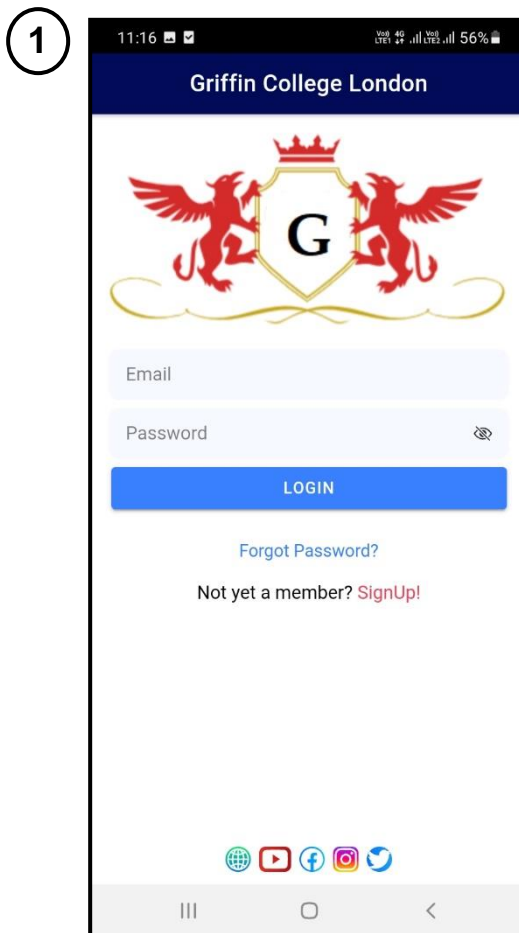 1
11:16 56%
Griffin College London
G
Email
Password
LOGIN
Forgot Password?
Not yet a member? SignUp!